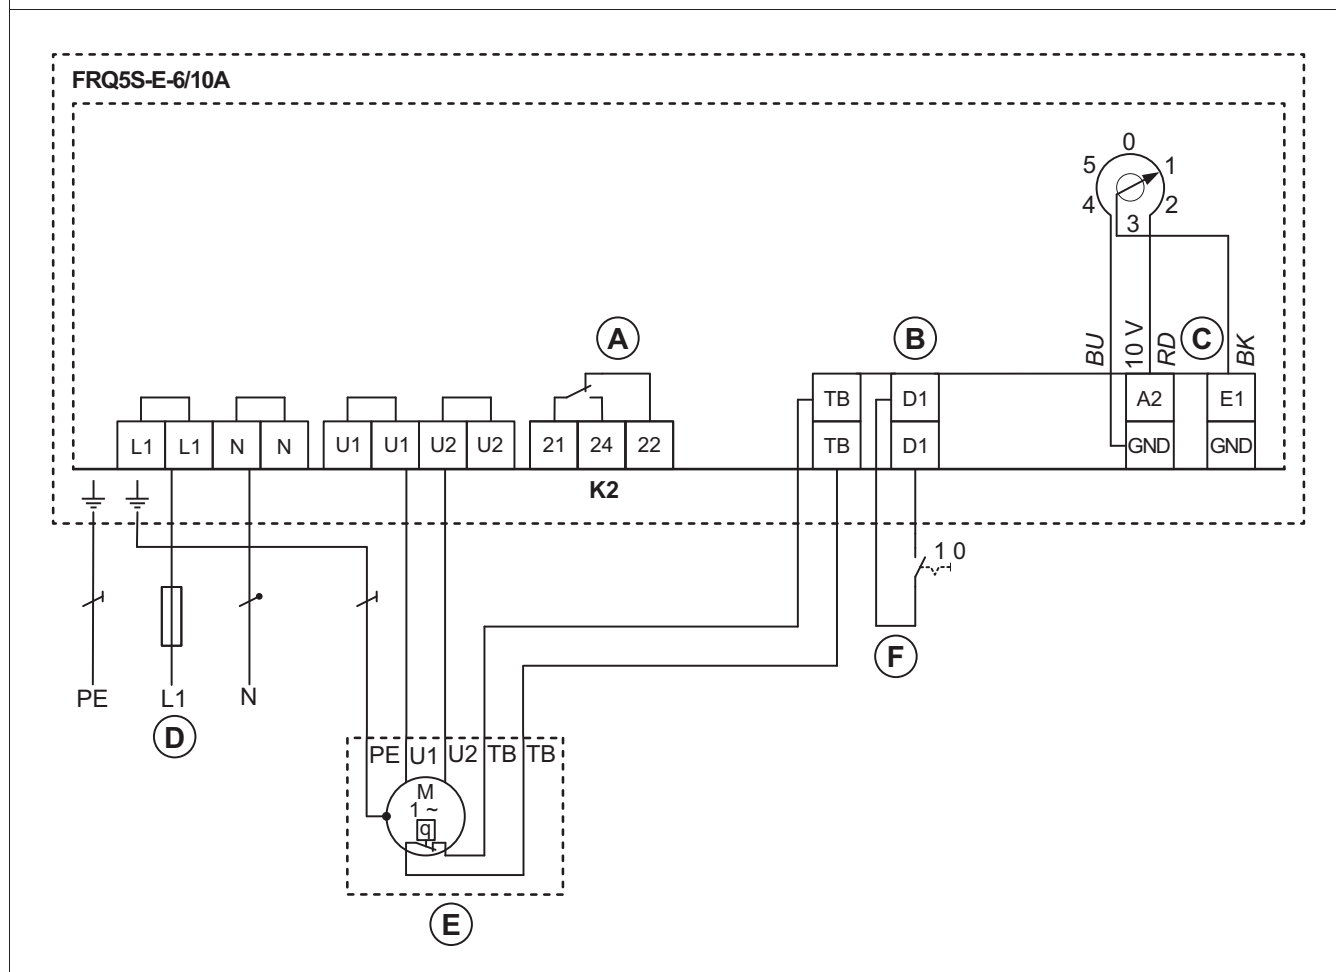 FRQ5S-E-6/10A
0
5 1
4 2
3
A B BU 10 V RD C BK
TB D1 A2 E1
L1 L1 N N U1 U1 U2 U2 21 24 22 TB D1 GND GND
K2
1 0
F
PE L1 N
D
PE U1 U2 TB TB
M
1 ~
q
E